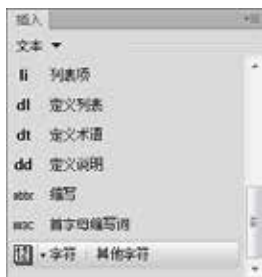 插入
文本
li 列表项
dl 定义列表
dt 定义术语
dd 定义说明
abbr 缩写
W3C 首字母缩写词
字符：其他字符